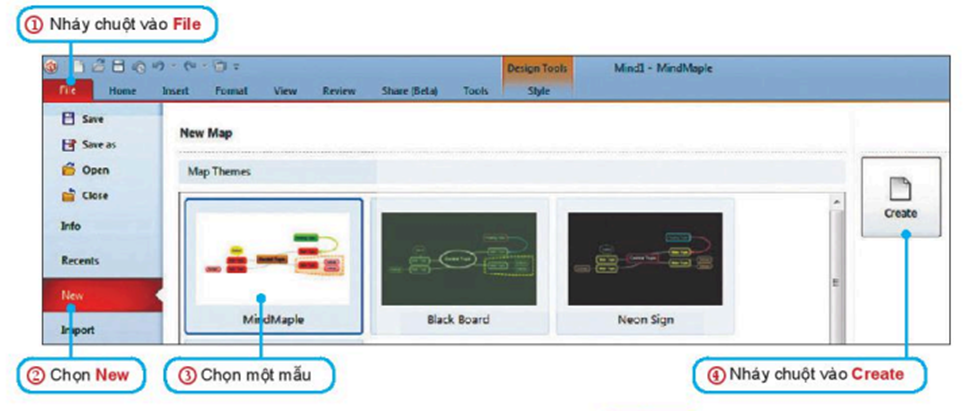 ① Nháy chuột vào File
Design Tools
Mind1 - MindMaple
File Home Insert Format View Review Share (Beta) Tools Style
Save
Save as
Open
Close
Info
Recents
New
Import
New Map
Map Themes
MindMaple
Black Board
Neon Sign
Create
② Chọn New
③ Chọn một mẫu
④ Nháy chuột vào Create